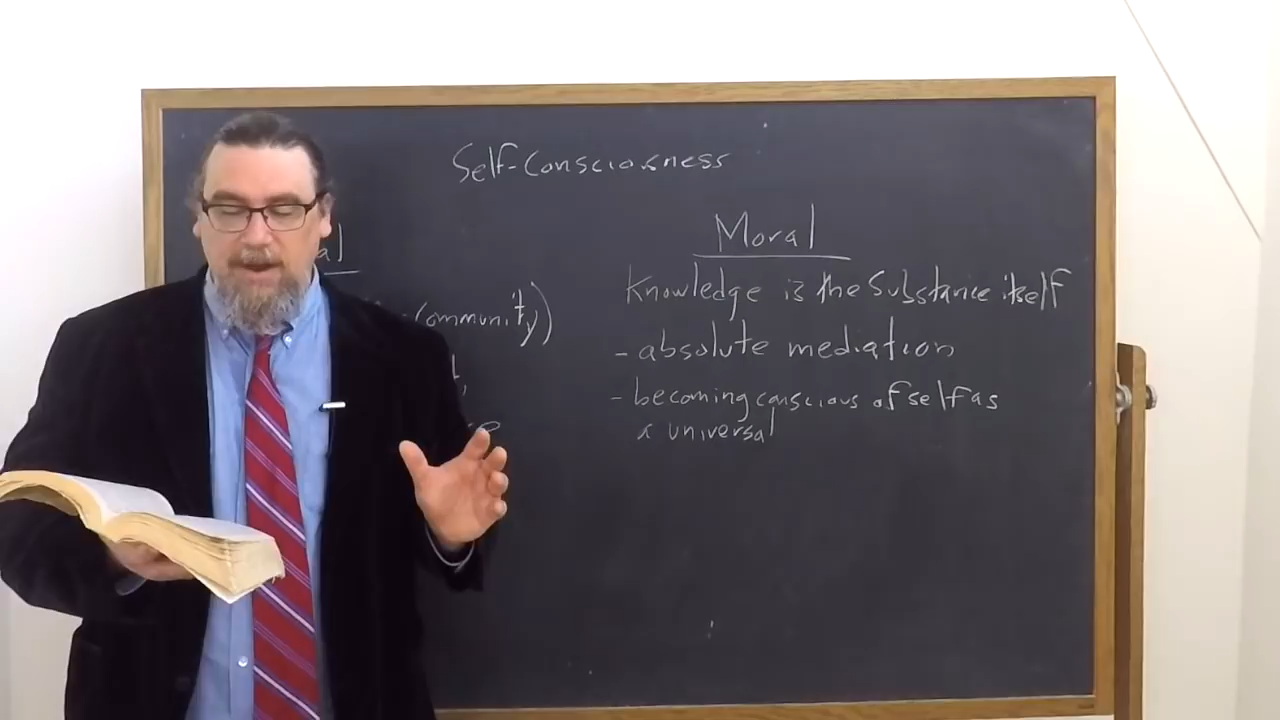 Self-Consciousness
Moral
Knowledge is the Substance itself
community)
- absolute mediation
- becoming conscious of self as
a universal